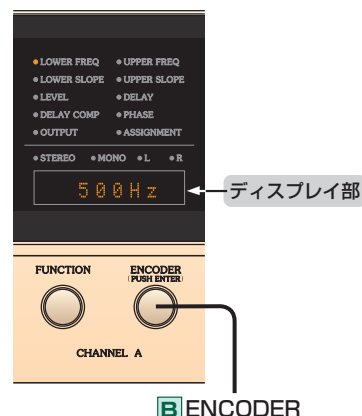 LOWER FREQ UPPER FREQ
LOWER SLOPE UPPER SLOPE
LEVEL DELAY
DELAY COMP PHASE
OUTPUT ASSIGNMENT
STEREO MONO L R
500Hz
ディスプレイ部
FUNCTION ENCODER
(PUSH ENTER)
CHANNEL A
B ENCODER